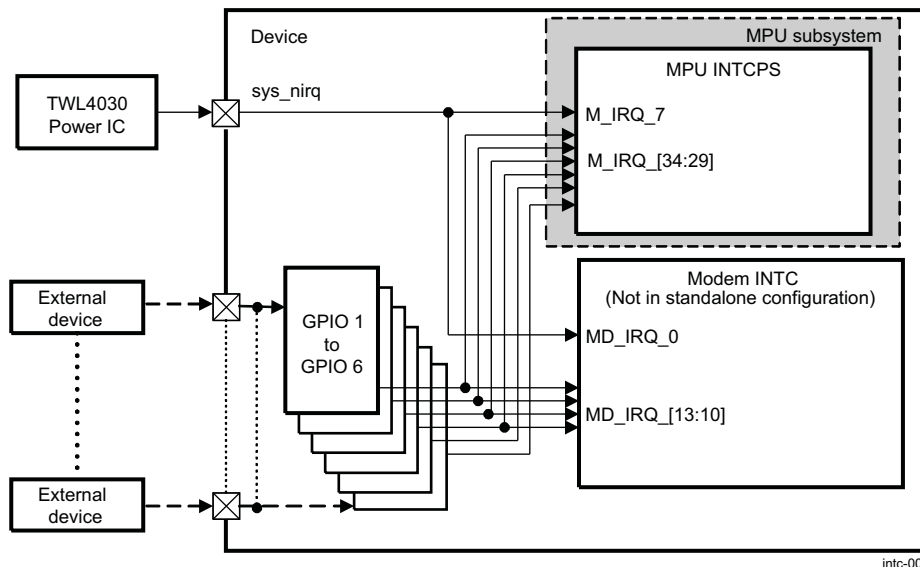 Device
MPU subsystem
MPU INTCPS
TWL4030
Power IC
sys_nirq
M_IRQ_7
M_IRQ_[34:29]
External
device
GPIO 1
to
GPIO 6
Modem INTC
(Not in standalone configuration)
MD_IRQ_0
MD_IRQ_[13:10]
External
device